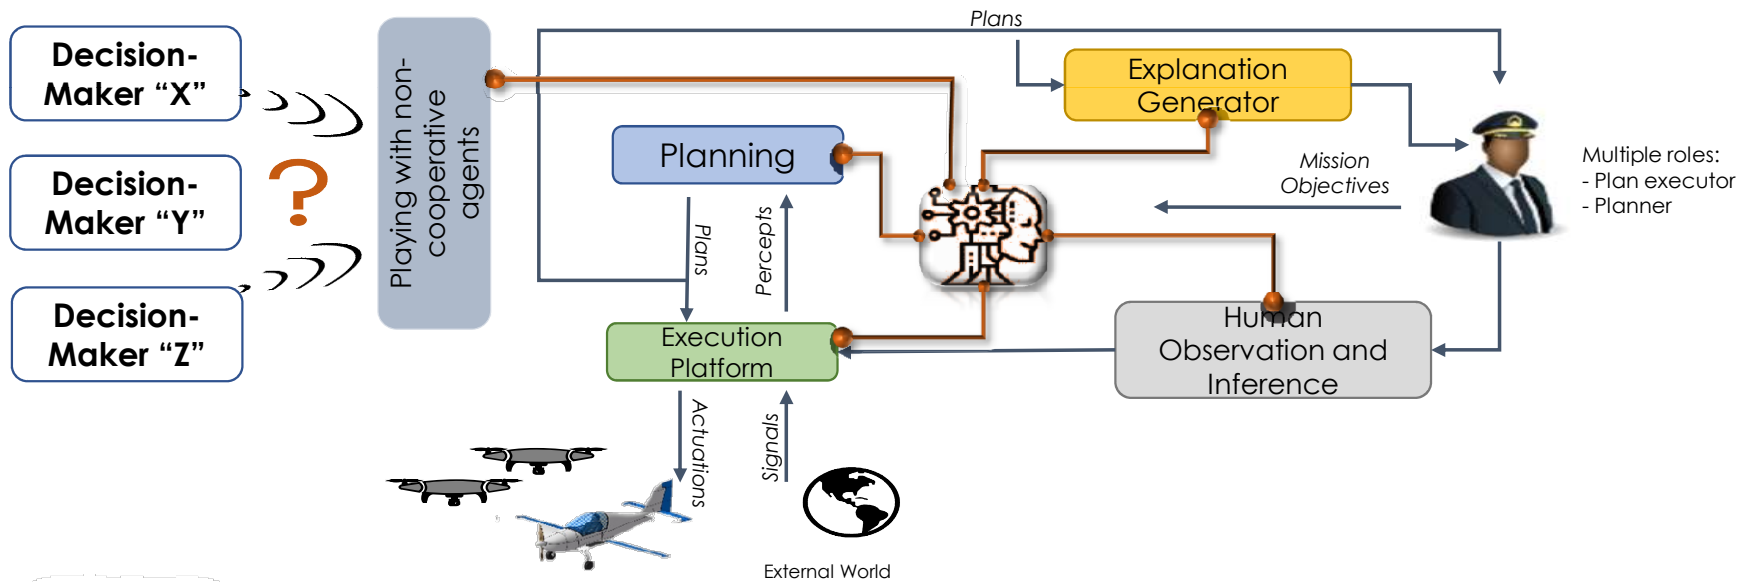 Decision-
Maker “X”
Decision-
Maker “Y”
Decision-
Maker “Z”
?
Playing with non-
cooperative
agents
Plans
Explanation
Generator
Planning
Mission
Objectives
Multiple roles:
- Plan executor
- Planner
Plans
Percepts
Execution
Platform
Human
Observation and
Inference
Actuations
Signals
External World